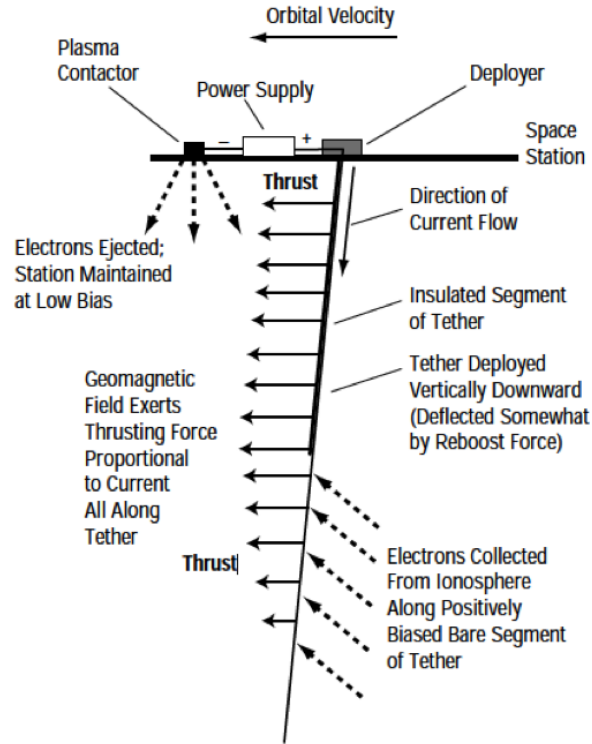 Orbital Velocity
Plasma
Contactor
Power Supply
Deployer
–
+
Space
Station
Thrust
Direction of
Current Flow
Electrons Ejected;
Station Maintained
at Low Bias
Insulated Segment
of Tether
Geomagnetic
Field Exerts
Thrusting Force
Proportional
to Current
All Along
Tether
Tether Deployed
Vertically Downward
(Deflected Somewhat
by Reboost Force)
Thrust
Electrons Collected
From Ionosphere
Along Positively
Biased Bare Segment
of Tether